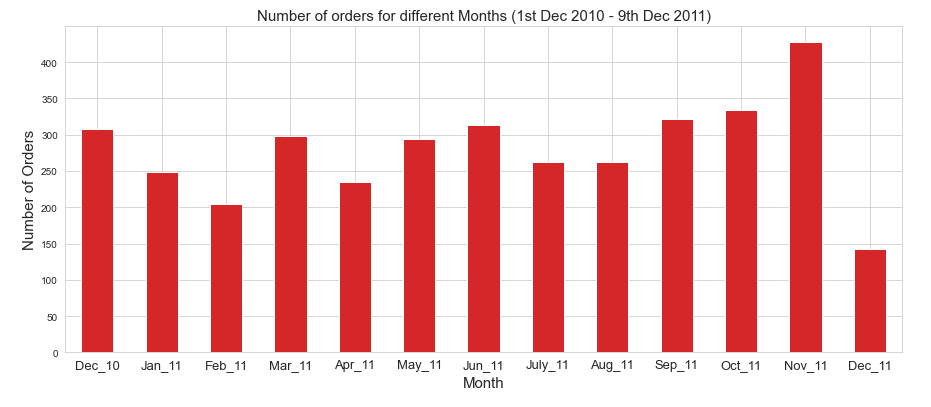 Number of orders for different Months (1st Dec 2010 - 9th Dec 2011)
400
350
300
250
200
150
100
50
0
Number of Orders
Dec_10 Jan_11 Feb_11 Mar_11 Apr_11 May_11 Jun_11 July_11 Aug_11 Sep_11 Oct_11 Nov_11 Dec_11
Month